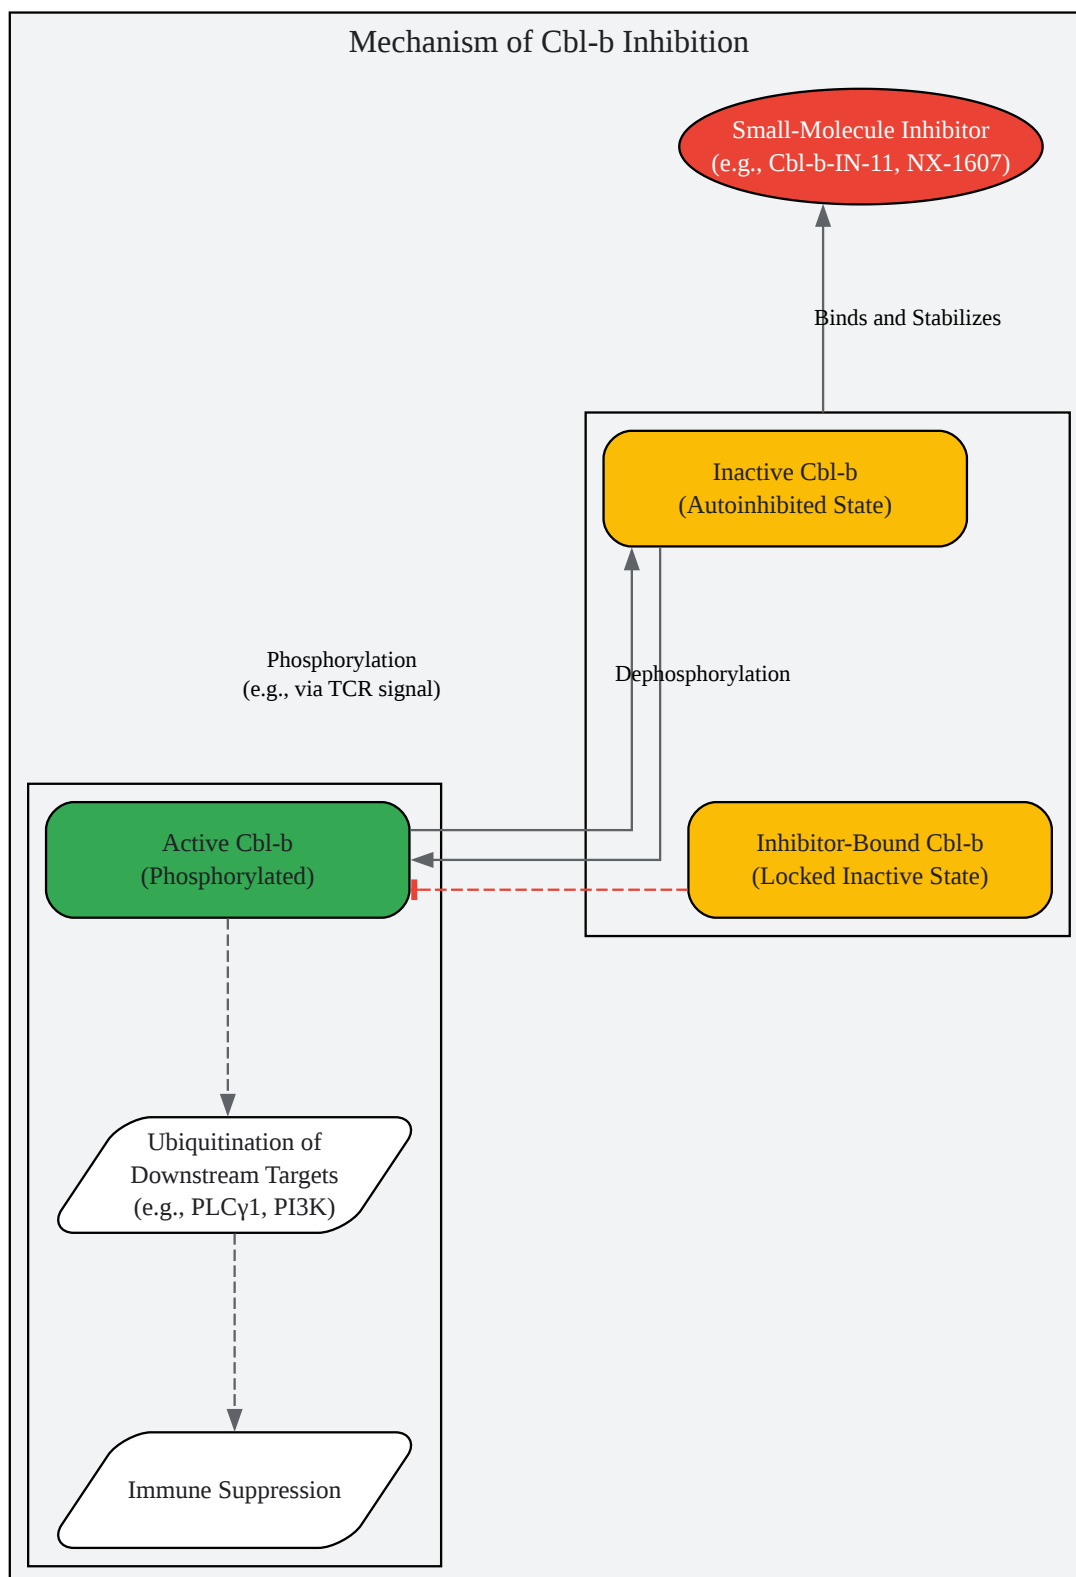 Mechanism of Cbl-b Inhibition
Small-Molecule Inhibitor
(e.g., Cbl-b-IN-11, NX-1607)
Binds and Stabilizes
Inactive Cbl-b
(Autoinhibited State)
Phosphorylation
(e.g., via TCR signal)
Dephosphorylation
Active Cbl-b
(Phosphorylated)
Inhibitor-Bound Cbl-b
(Locked Inactive State)
Ubiquitination of
Downstream Targets
(e.g., PLCγ1, PI3K)
Immune Suppression